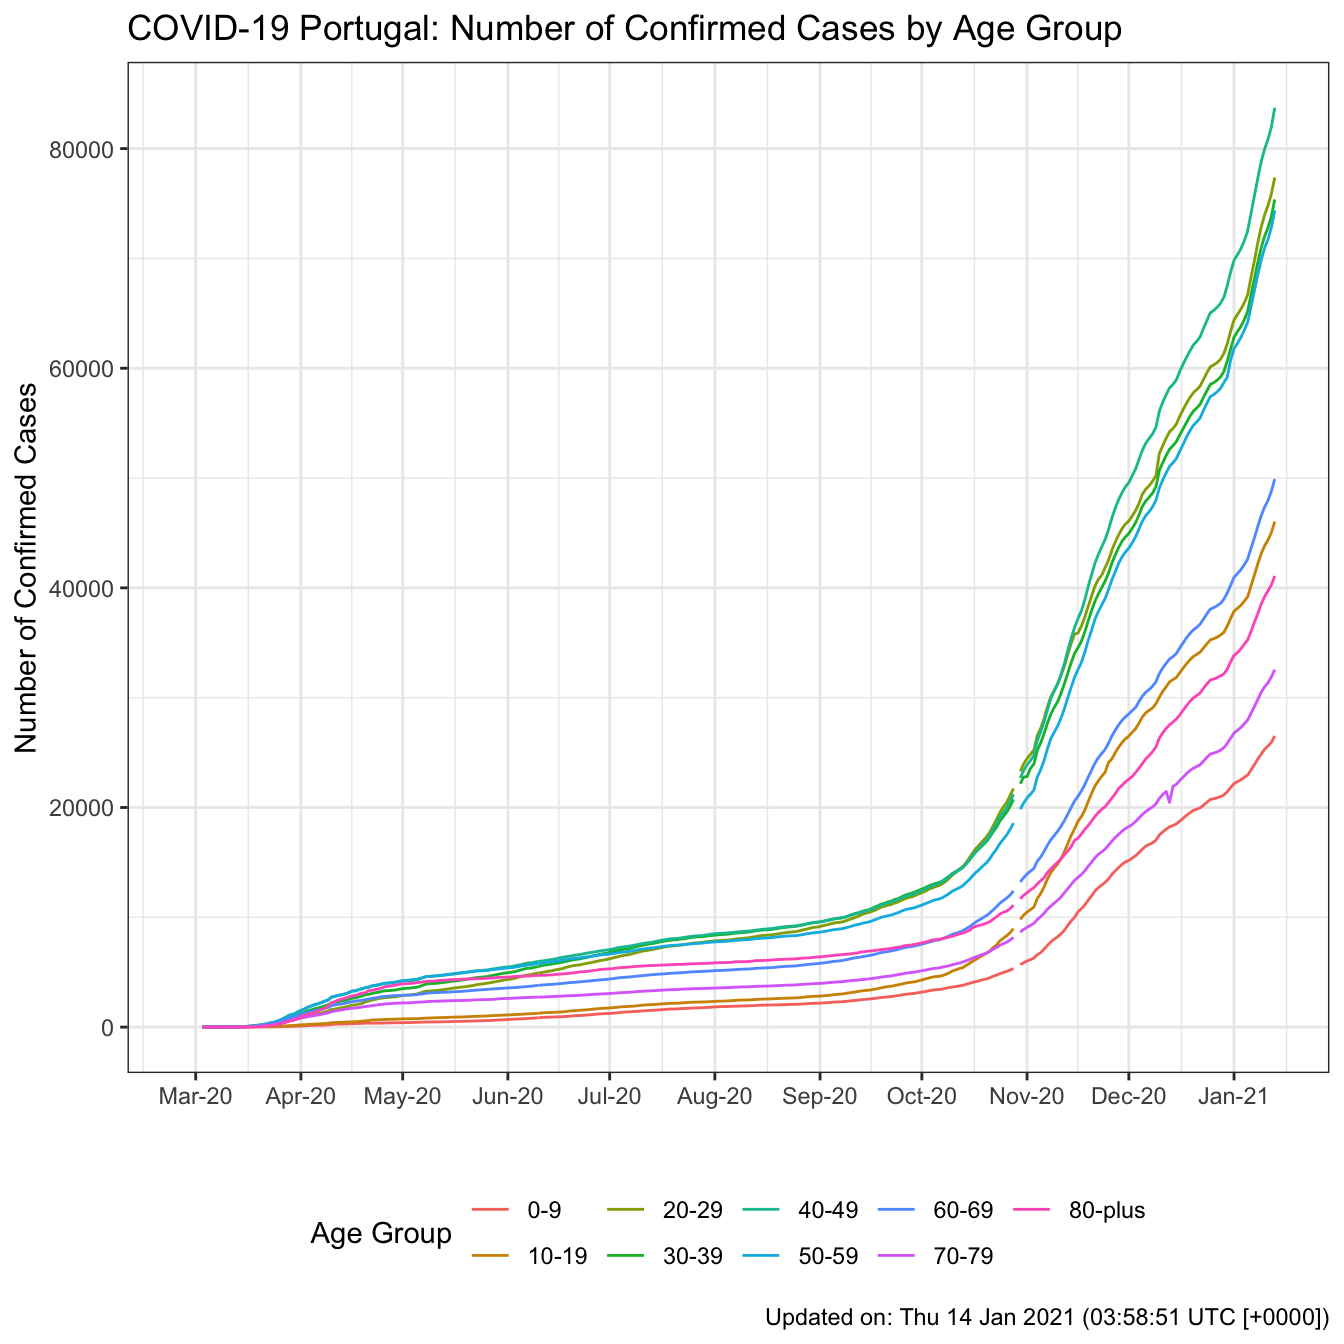 COVID-19 Portugal: Number of Confirmed Cases by Age Group
Number of Confirmed Cases
80000
60000
40000
20000
0
Mar-20 Apr-20 May-20 Jun-20 Jul-20 Aug-20 Sep-20 Oct-20 Nov-20 Dec-20 Jan-21
Age Group
0-9 20-29 40-49 60-69 80-plus
10-19 30-39 50-59 70-79
Updated on: Thu 14 Jan 2021 (03:58:51 UTC [+0000])